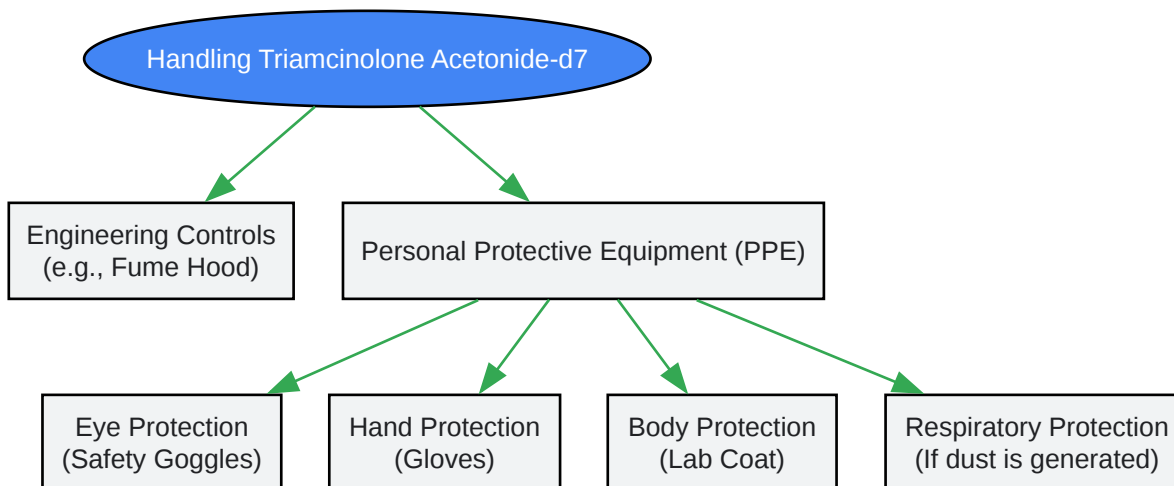 Handling Triamcinolone Acetonide-d7
Engineering Controls
(e.g., Fume Hood)
Personal Protective Equipment (PPE)
Eye Protection
(Safety Goggles)
Hand Protection
(Gloves)
Body Protection
(Lab Coat)
Respiratory Protection
(If dust is generated)